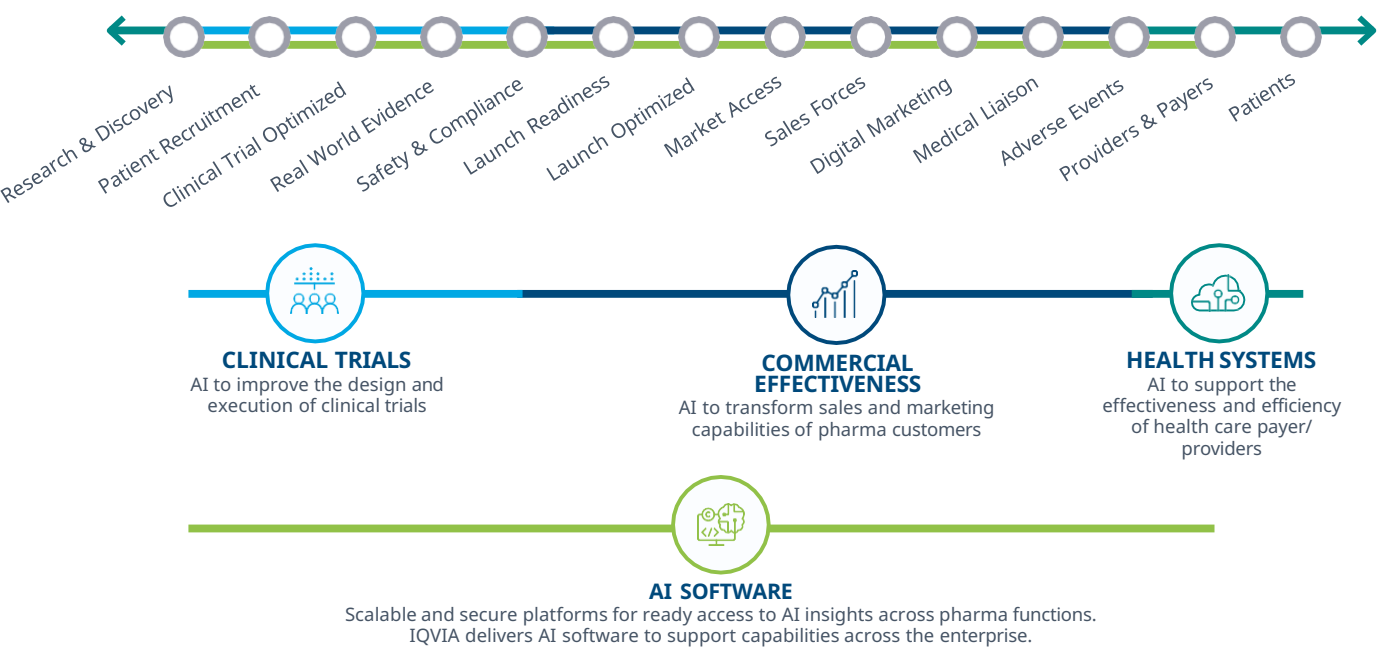 Research & Discovery
Patient Recruitment
Clinical Trial Optimized
Real World Evidence
Safety & Compliance
Launch Readiness
Launch Optimized
Market Access
Sales Forces
Digital Marketing
Medical Liaison
Adverse Events
Providers & Payers
Patients
CLINICAL TRIALS
AI to improve the design and
execution of clinical trials
COMMERCIAL
EFFECTIVENESS
AI to transform sales and marketing
capabilities of pharma customers
HEALTH SYSTEMS
AI to support the
effectiveness and efficiency
of health care payer/
providers
C
</>
AI SOFTWARE
Scalable and secure platforms for ready access to AI insights across pharma functions.
IQVIA delivers AI software to support capabilities across the enterprise.